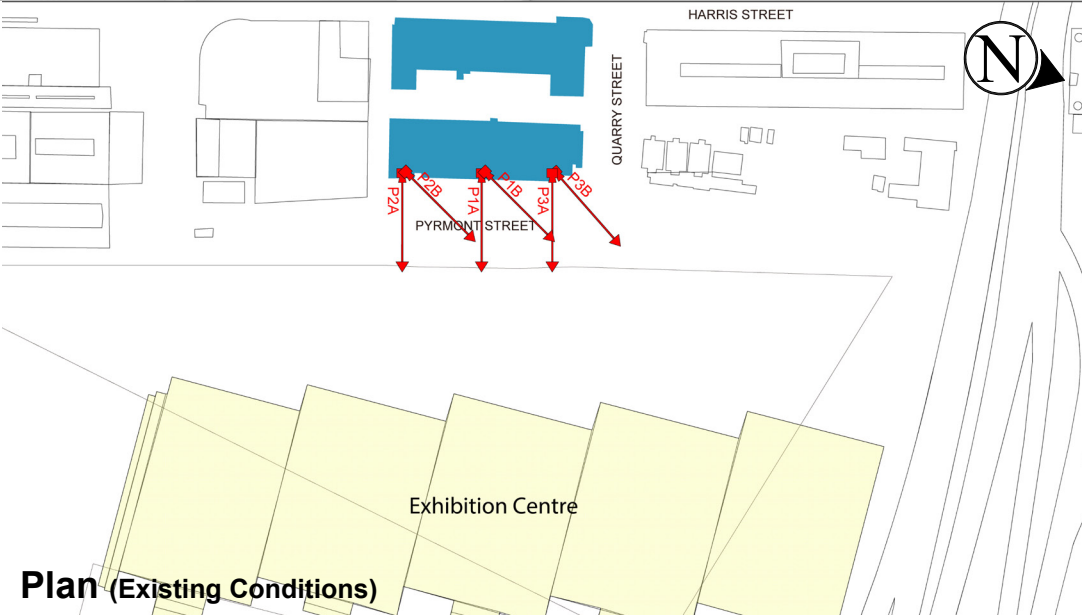 HARRIS STREET
N
QUARRY STREET
P2A
P2B
P1A
P1B
P3A
P3B
PYRMONT STREET
Exhibition Centre
Plan (Existing Conditions)